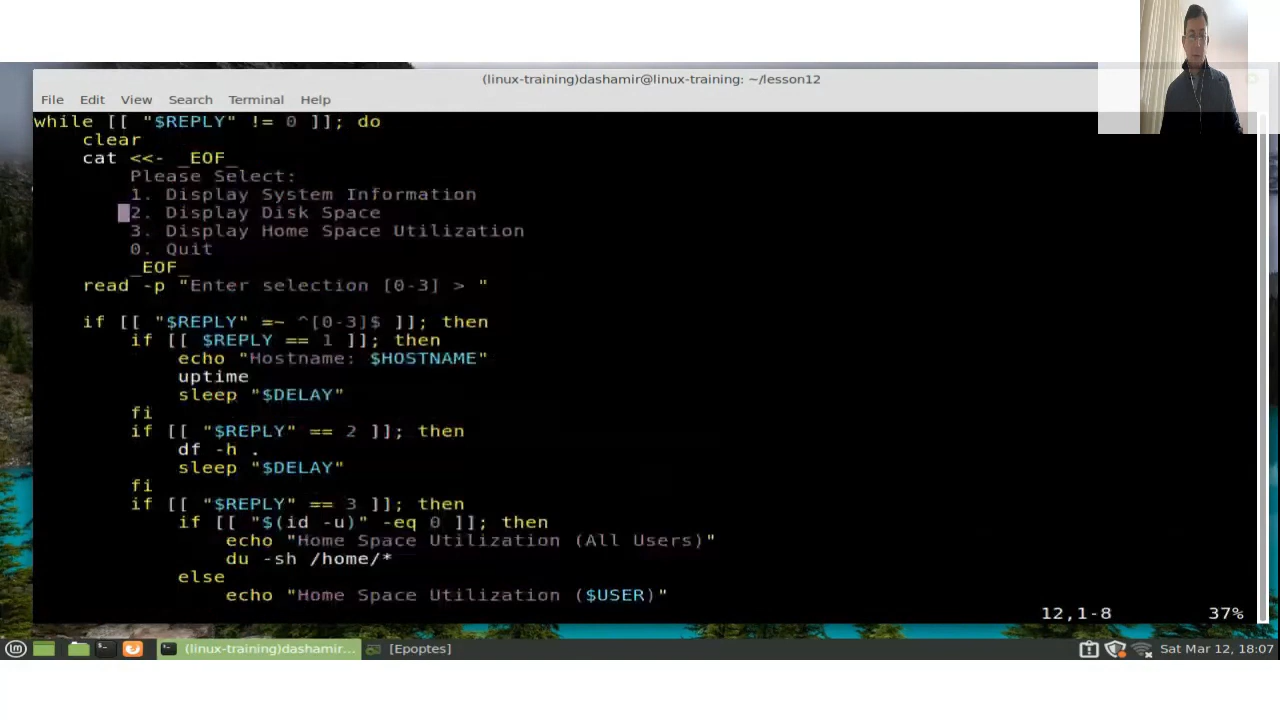 (linux-training)dashamir@linux-training: ~/lesson12
File Edit View Search Terminal Help
while [[ "$REPLY" != 0 ]]; do
    clear
    cat <<- _EOF_
        Please Select:
        1. Display System Information
        2. Display Disk Space
        3. Display Home Space Utilization
        0. Quit
        _EOF_
    read -p "Enter selection [0-3] > "
    if [[ "$REPLY" =~ ^[0-3]$ ]]; then
        if [[ $REPLY == 1 ]]; then
            echo "Hostname: $HOSTNAME"
            uptime
            sleep "$DELAY"
        fi
        if [[ "$REPLY" == 2 ]]; then
            df -h .
            sleep "$DELAY"
        fi
        if [[ "$REPLY" == 3 ]]; then
            if [[ "$(id -u)" -eq 0 ]]; then
                echo "Home Space Utilization (All Users)"
                du -sh /home/*
            else
                echo "Home Space Utilization ($USER)"
12,1-8 37%
(linux-training)dashamir... [Epoptes] Sat Mar 12, 18:07